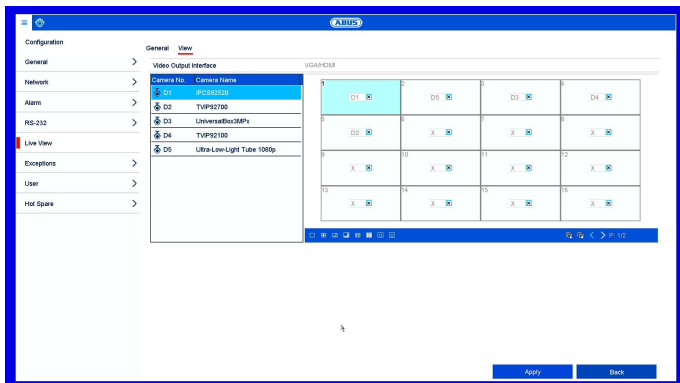 ABUS
Configuration
General View
General
Video Output Interface VGA/HDMI
Network
Camera No. Camera Name
D1 IPCS82520
D2 TVIP92700
D3 UniversalBox3MPx
D4 TVIP92100
D5 Ultra-Low-Light Tube 1080p
Alarm
RS-232
Live View
Exceptions
User
Hot Spare
1 D1
2 D5
3 D3
4 D4
5 D2
6 X
7 X
8 X
9 X
10 X
11 X
12 X
13 X
14 X
15 X
16 X
P: 1/2
Apply Back